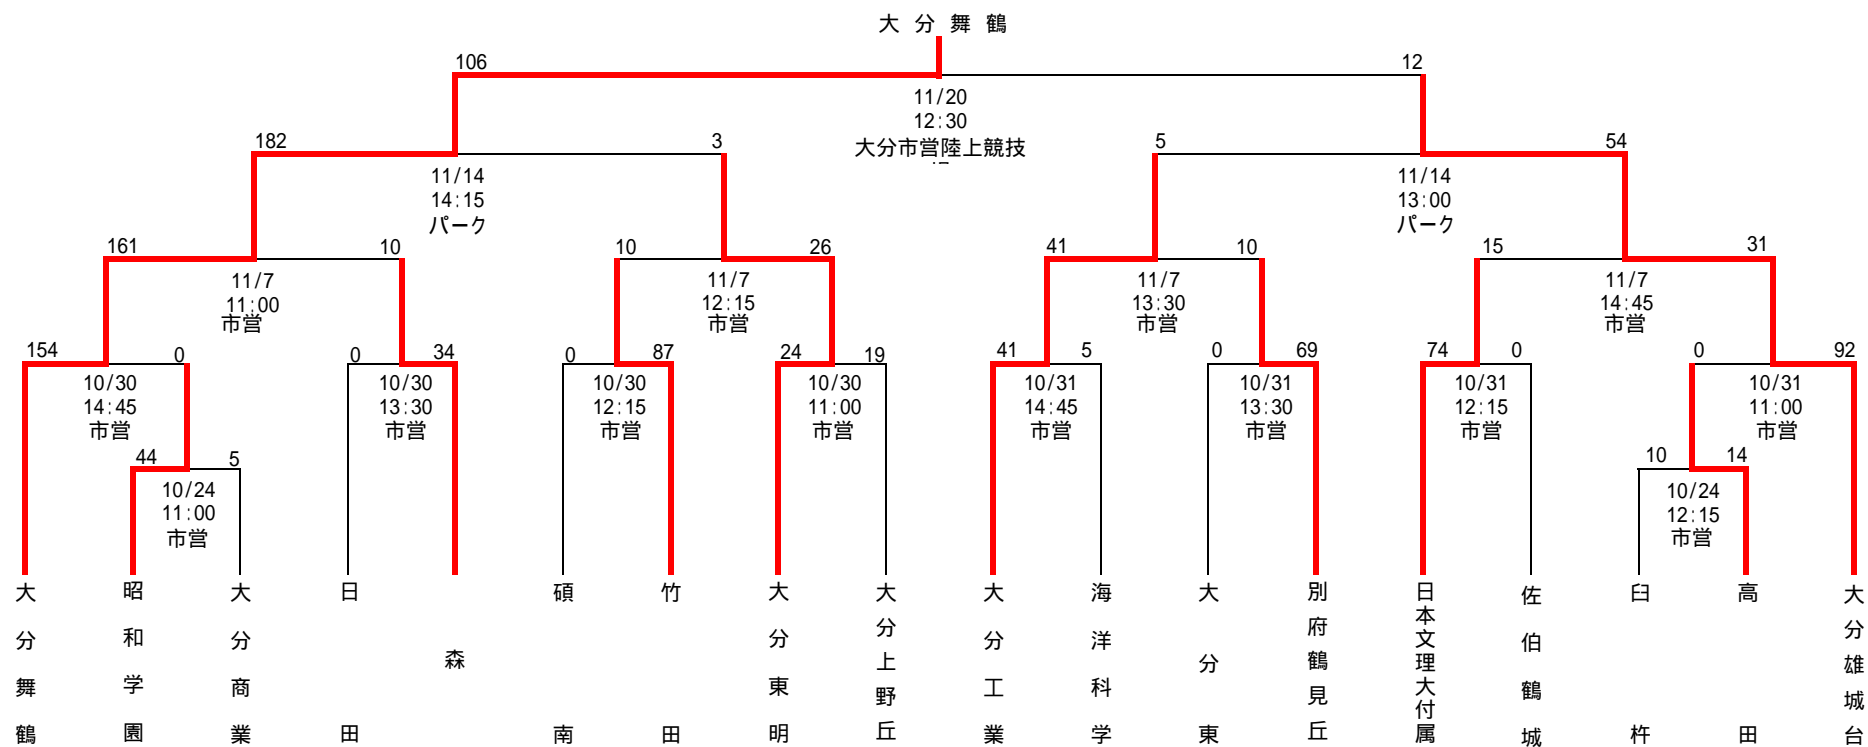 大分舞鶴
106
12
11/20
12:30
大分市営陸上競技
182
3
5
54
11/14
14:15
パーク
11/14
13:00
パーク
161
10
10
26
41
10
15
31
11/7
11:00
市営
11/7
12:15
市営
11/7
13:30
市営
11/7
14:45
市営
154
0
0
34
0
87
24
19
41
5
0
69
74
0
0
92
10/30
14:45
市営
10/30
13:30
市営
10/30
12:15
市営
10/30
11:00
市営
10/31
14:45
市営
10/31
13:30
市営
10/31
12:15
市営
10/31
11:00
市営
44
5
10
14
10/24
11:00
市営
10/24
12:15
市営
大分舞鶴
昭和学園
大分商業
日田
森
碩南
竹田
大分東明
大分上野丘
大分工業
海洋科学
大分東
別府鶴見丘
日本文理大付属
佐伯鶴城
臼杵
高田
大分雄城台